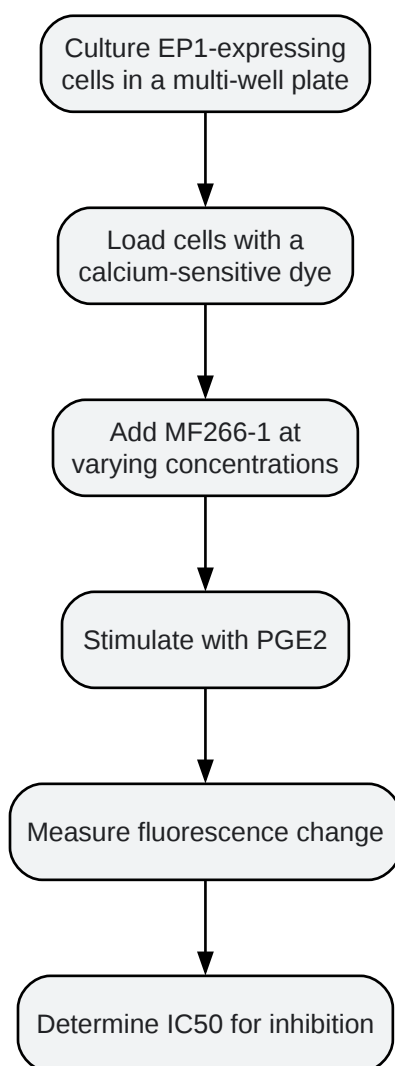 Culture EP1-expressing
cells in a multi-well plate
Load cells with a
calcium-sensitive dye
Add MF266-1 at
varying concentrations
Stimulate with PGE2
Measure fluorescence change
Determine IC50 for inhibition